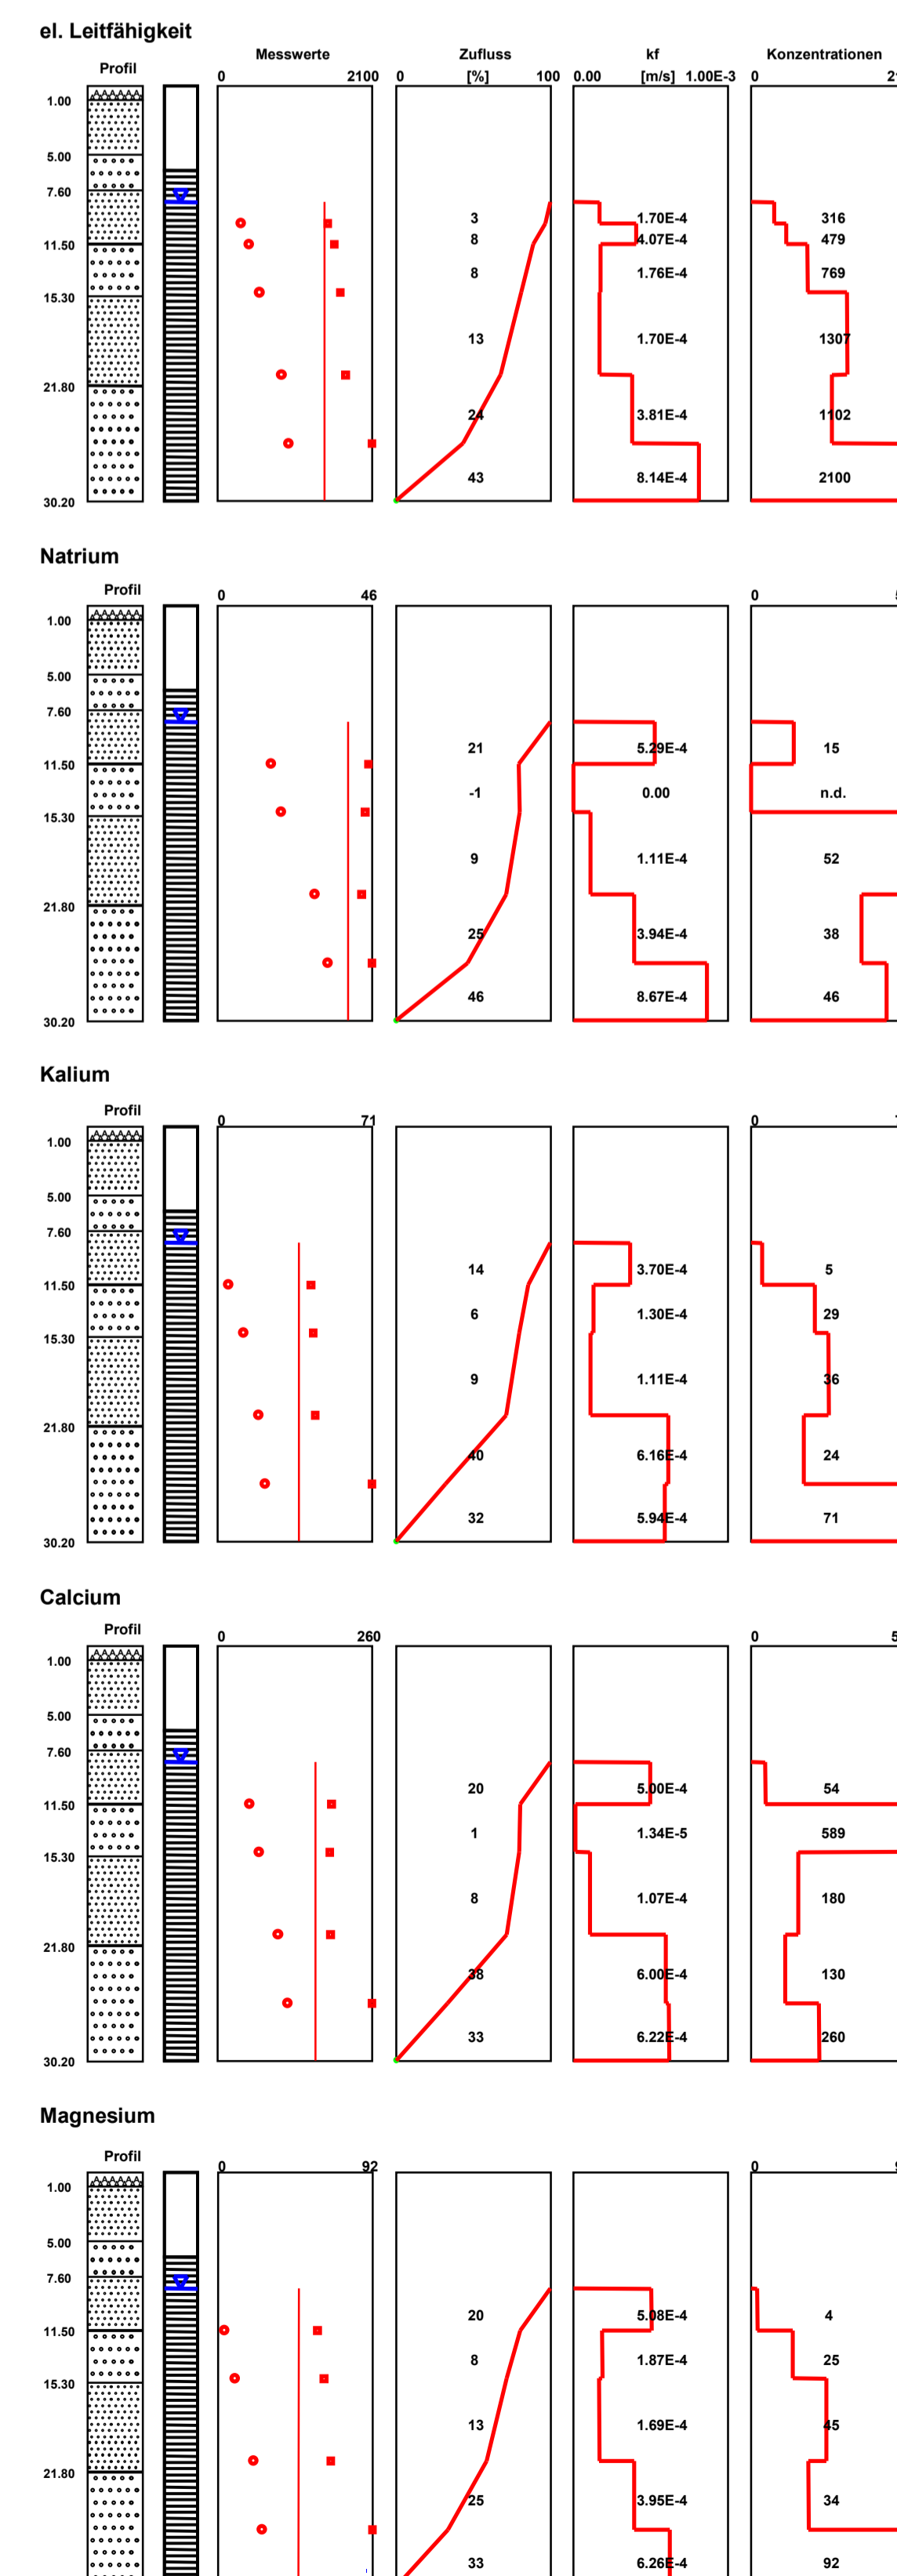 el. Leitfähigkeit
Profil Messwerte Zufluss kf Konzentrationen
0 2100 0 [%] 100 0.00 [m/s] 1.00E-3 0
1.00
5.00
7.60
3 1.70E-4 316
8 4.07E-4 479
11.50
8 1.76E-4 769
15.30
13 1.70E-4 1307
21.80
24 3.81E-4 1102
43 8.14E-4 2100
30.20
Natrium
Profil
0 46 0
1.00
5.00
7.60
21 5.29E-4 15
11.50
-1 0.00 n.d.
15.30
9 1.11E-4 52
21.80
25 3.94E-4 38
46 8.67E-4 46
30.20
Kalium
Profil
0 71 0
1.00
5.00
7.60
14 3.70E-4 5
11.50
6 1.30E-4 29
15.30
9 1.11E-4 36
21.80
40 6.16E-4 24
32 5.94E-4 71
30.20
Calcium
Profil
0 260 0
1.00
5.00
7.60
20 5.00E-4 54
11.50
1 1.34E-5 589
15.30
8 1.07E-4 180
21.80
38 6.00E-4 130
33 6.22E-4 260
30.20
Magnesium
Profil
0 92 0
1.00
5.00
7.60
20 5.08E-4 4
11.50
8 1.87E-4 25
15.30
13 1.69E-4 45
21.80
25 3.95E-4 34
33 6.26E-4 92